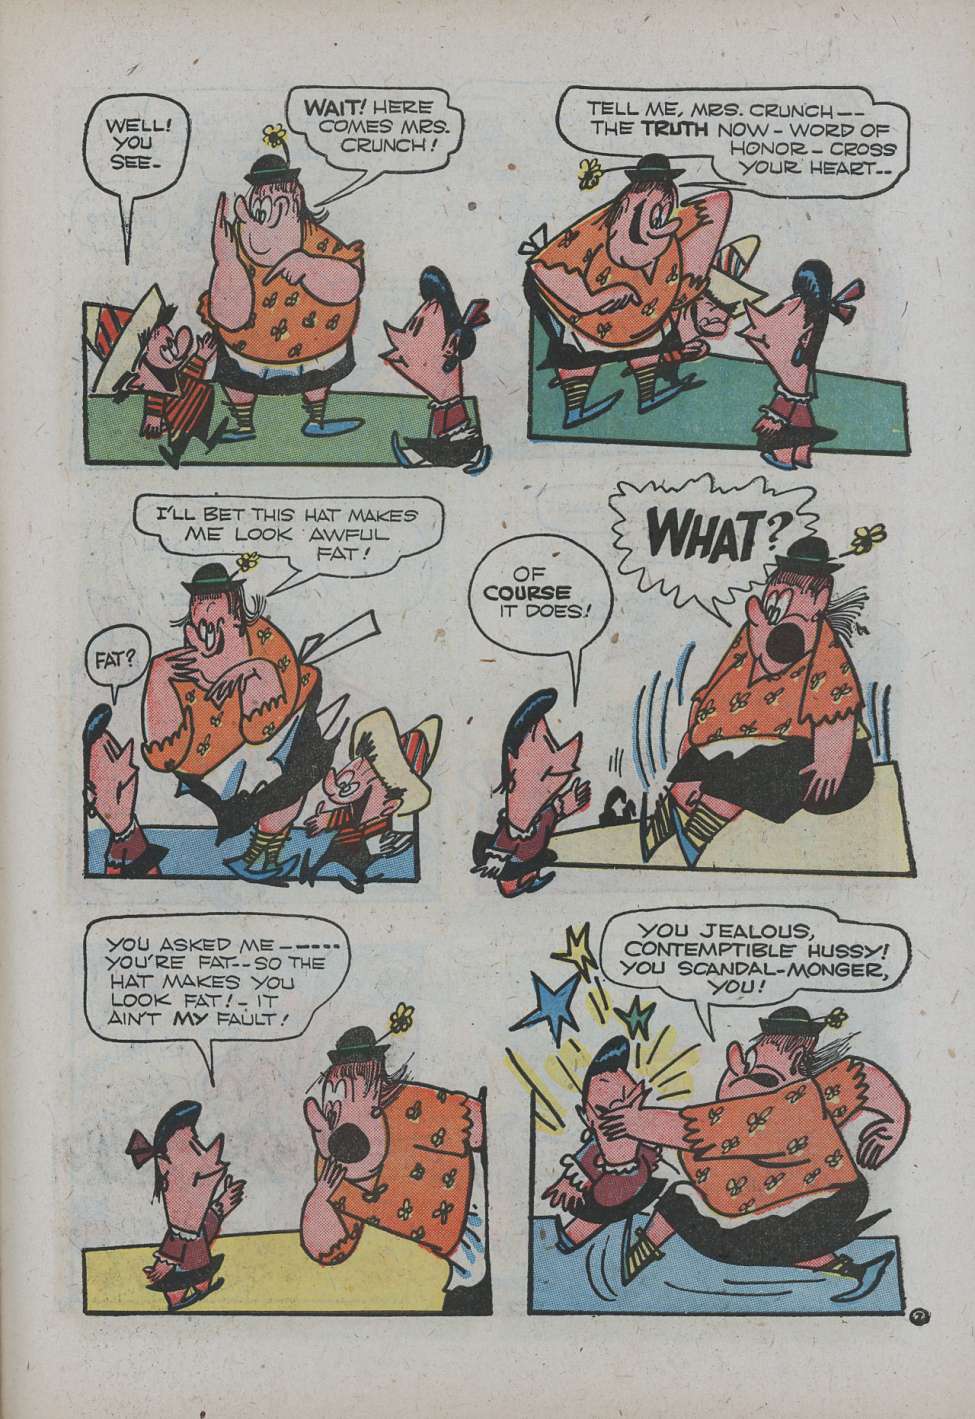 WELL!
YOU
SEE-
WAIT! HERE
COMES MRS.
CRUNCH!
TELL ME, MRS. CRUNCH--
THE TRUTH NOW - WORD OF
HONOR - CROSS
YOUR HEART--
I'LL BET THIS HAT MAKES
ME LOOK AWFUL
FAT!
FAT?
OF
COURSE
IT DOES!
WHAT?
YOU ASKED ME-----
YOU'RE FAT--SO THE
HAT MAKES YOU
LOOK FAT!- IT
AIN'T MY FAULT!
YOU JEALOUS,
CONTEMPTIBLE HUSSY!
YOU SCANDAL-MONGER,
YOU!